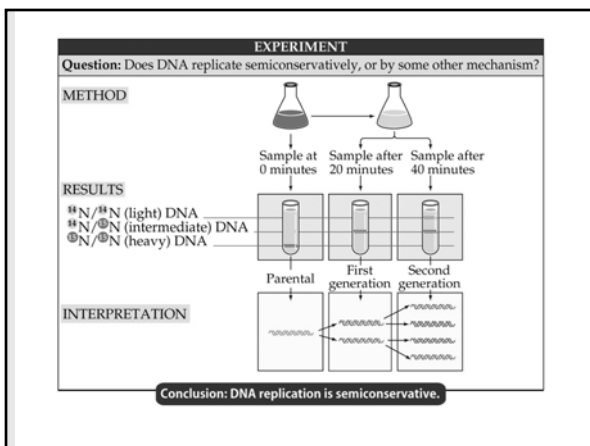 EXPERIMENT
Question: Does DNA replicate semiconservatively, or by some other mechanism?
METHOD
Sample at
0 minutes
Sample after
20 minutes
Sample after
40 minutes
RESULTS
¹⁴N/¹⁴N (light) DNA
¹⁴N/¹⁵N (intermediate) DNA
¹⁵N/¹⁵N (heavy) DNA
Parental
First
generation
Second
generation
INTERPRETATION
Conclusion: DNA replication is semiconservative.